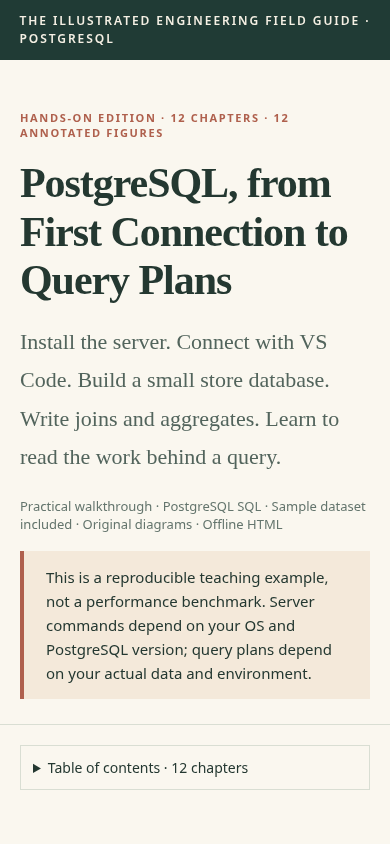 THE ILLUSTRATED ENGINEERING FIELD GUIDE ·
POSTGRESQL
HANDS-ON EDITION · 12 CHAPTERS · 12
ANNOTATED FIGURES
PostgreSQL, from
First Connection to
Query Plans
Install the server. Connect with VS
Code. Build a small store database.
Write joins and aggregates. Learn to
read the work behind a query.
Practical walkthrough · PostgreSQL SQL · Sample dataset
included · Original diagrams · Offline HTML
This is a reproducible teaching example,
not a performance benchmark. Server
commands depend on your OS and
PostgreSQL version; query plans depend
on your actual data and environment.
Table of contents · 12 chapters